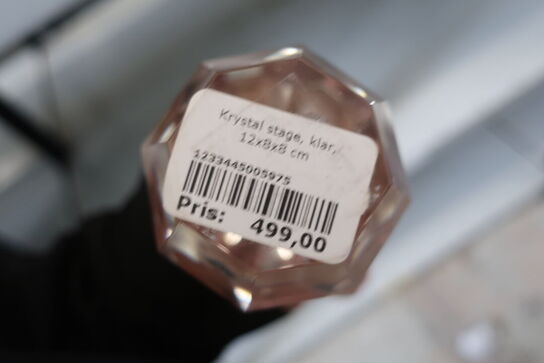 Krystal stage, klar,
12x8x8 cm
1233445005975
Pris: 499,00